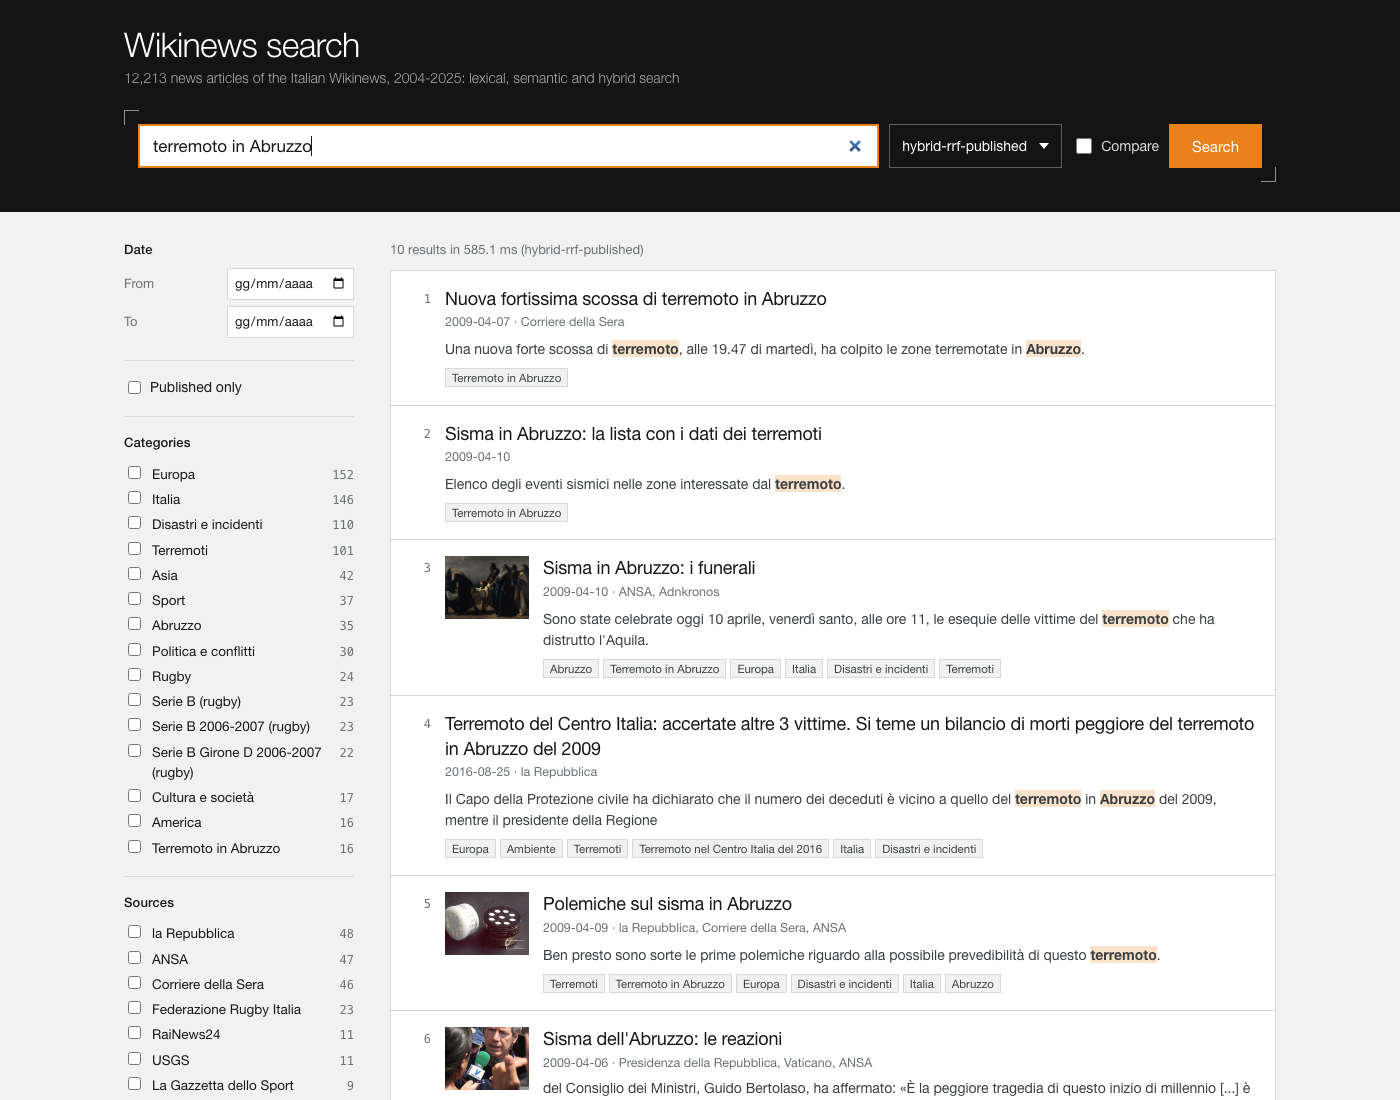 Wikinews search
12,213 news articles of the Italian Wikinews, 2004-2025: lexical, semantic and hybrid search
terremoto in Abruzzo
hybrid-rrf-published
Compare
Search
Date
From gg/mm/aaaa
To gg/mm/aaaa
Published only
Categories
Europa 152
Italia 146
Disastri e incidenti 110
Terremoti 101
Asia 42
Sport 37
Abruzzo 35
Politica e conflitti 30
Rugby 24
Serie B (rugby) 23
Serie B 2006-2007 (rugby) 23
Serie B Girone D 2006-2007 22
(rugby)
Cultura e società 17
America 16
Terremoto in Abruzzo 16
Sources
la Repubblica 48
ANSA 47
Corriere della Sera 46
Federazione Rugby Italia 23
RaiNews24 11
USGS 11
La Gazzetta dello Sport 9
10 results in 585.1 ms (hybrid-rrf-published)
1 Nuova fortissima scossa di terremoto in Abruzzo
2009-04-07 · Corriere della Sera
Una nuova forte scossa di terremoto, alle 19.47 di martedì, ha colpito le zone terremotate in Abruzzo.
Terremoto in Abruzzo
2 Sisma in Abruzzo: la lista con i dati dei terremoti
2009-04-10
Elenco degli eventi sismici nelle zone interessate dal terremoto.
Terremoto in Abruzzo
3 Sisma in Abruzzo: i funerali
2009-04-10 · ANSA, Adnkronos
Sono state celebrate oggi 10 aprile, venerdì santo, alle ore 11, le esequie delle vittime del terremoto che ha
distrutto l'Aquila.
Abruzzo Terremoto in Abruzzo Europa Italia Disastri e incidenti Terremoti
4 Terremoto del Centro Italia: accertate altre 3 vittime. Si teme un bilancio di morti peggiore del terremoto
in Abruzzo del 2009
2016-08-25 · la Repubblica
Il Capo della Protezione civile ha dichiarato che il numero dei deceduti è vicino a quello del terremoto in Abruzzo del 2009,
mentre il presidente della Regione
Europa Ambiente Terremoti Terremoto nel Centro Italia del 2016 Italia Disastri e incidenti
5 Polemiche sul sisma in Abruzzo
2009-04-09 · la Repubblica, Corriere della Sera, ANSA
Ben presto sono sorte le prime polemiche riguardo alla possibile prevedibilità di questo terremoto.
Terremoti Terremoto in Abruzzo Europa Disastri e incidenti Italia Abruzzo
6 Sisma dell'Abruzzo: le reazioni
2009-04-06 · Presidenza della Repubblica, Vaticano, ANSA
del Consiglio dei Ministri, Guido Bertolaso, ha affermato: «È la peggiore tragedia di questo inizio di millennio [...] è